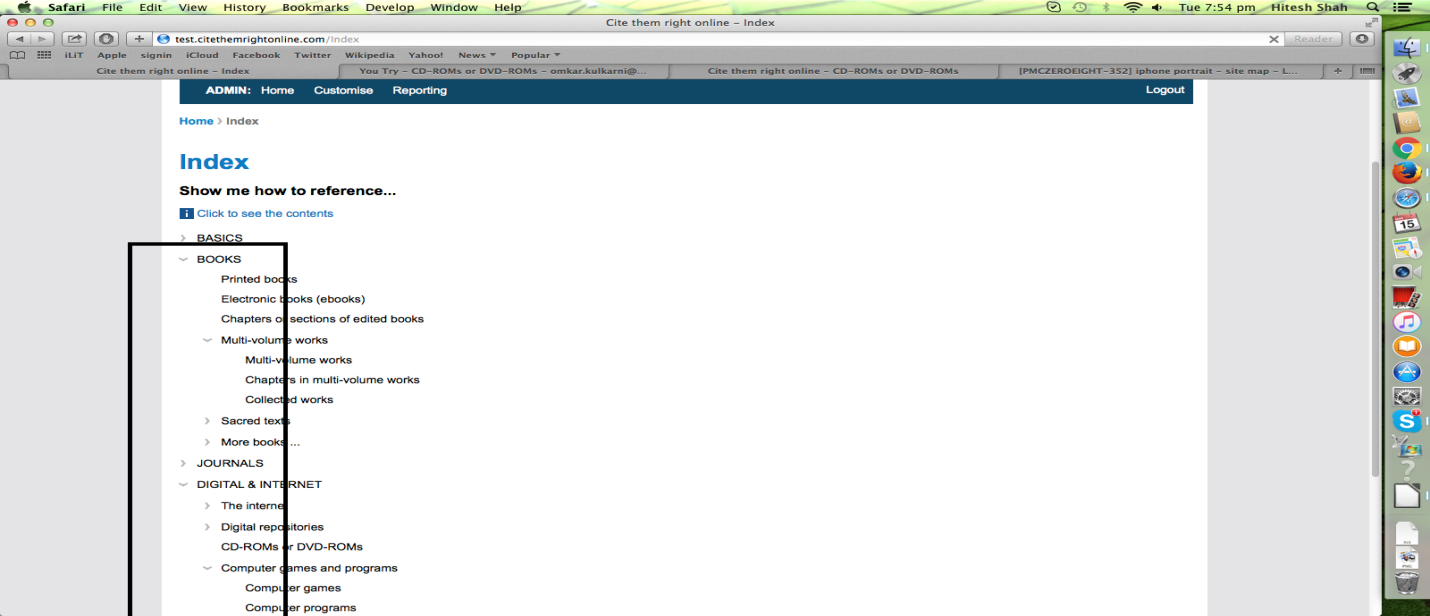 Safari File Edit View History Bookmarks Develop Window Help Tue 7:54 pm Hitesh Shah
Cite them right online – Index
test.citethemrightonline.com/Index Reader
iLiT Apple signin iCloud Facebook Twitter Wikipedia Yahoo! News Popular
Cite them right online – Index You Try – CD-ROMs or DVD-ROMs – omkar.kulkarni@... Cite them right online – CD-ROMs or DVD-ROMs [PMCZEROEIGHT-352] iphone portrait – site map – L...
ADMIN: Home Customise Reporting Logout
Home > Index
Index
Show me how to reference...
i Click to see the contents
BASICS
BOOKS
Printed books
Electronic books (ebooks)
Chapters or sections of edited books
Multi-volume works
Multi-volume works
Chapters in multi-volume works
Collected works
Sacred texts
More books ...
JOURNALS
DIGITAL & INTERNET
The interne
Digital repositories
CD-ROMs or DVD-ROMs
Computer games and programs
Computer games
Computer programs
15